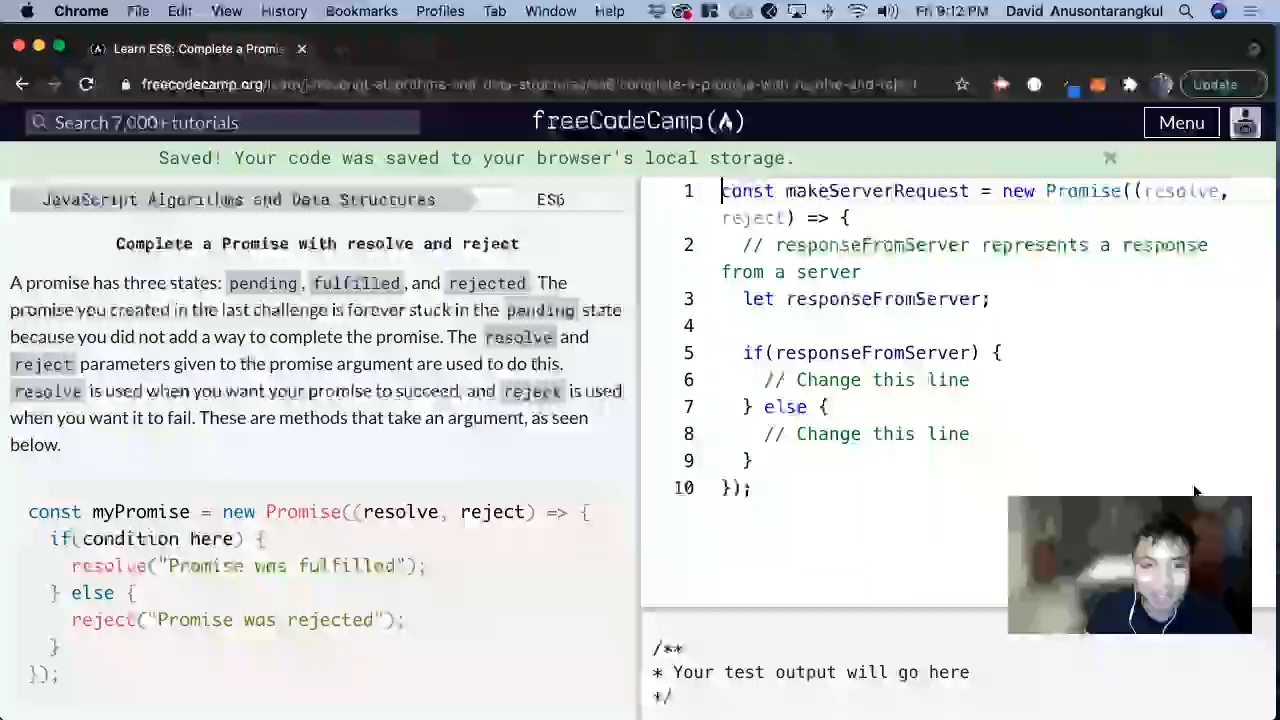 Chrome File Edit View History Bookmarks Profiles Tab Window Help Fri 9:12 PM David Anusontarangkul
Learn ES6: Complete a Promis
freecodecamp.org Update
Search 7,000+ tutorials
freeCodeCamp
Menu
Saved! Your code was saved to your browser's local storage.
JavaScript Algorithms and Data Structures
ES6
Complete a Promise with resolve and reject
A promise has three states: pending, fulfilled, and rejected. The
promise you created in the last challenge is forever stuck in the pending state
because you did not add a way to complete the promise. The resolve and
reject parameters given to the promise argument are used to do this.
resolve is used when you want your promise to succeed, and reject is used
when you want it to fail. These are methods that take an argument, as seen
below.
const myPromise = new Promise((resolve, reject) => {
if(condition here) {
resolve("Promise was fulfilled");
} else {
reject("Promise was rejected");
}
});
1 const makeServerRequest = new Promise((resolve,
reject) => {
2 // responseFromServer represents a response
from a server
3 let responseFromServer;
4
5 if(responseFromServer) {
6 // Change this line
7 } else {
8 // Change this line
9 }
10 });
/**
* Your test output will go here
*/